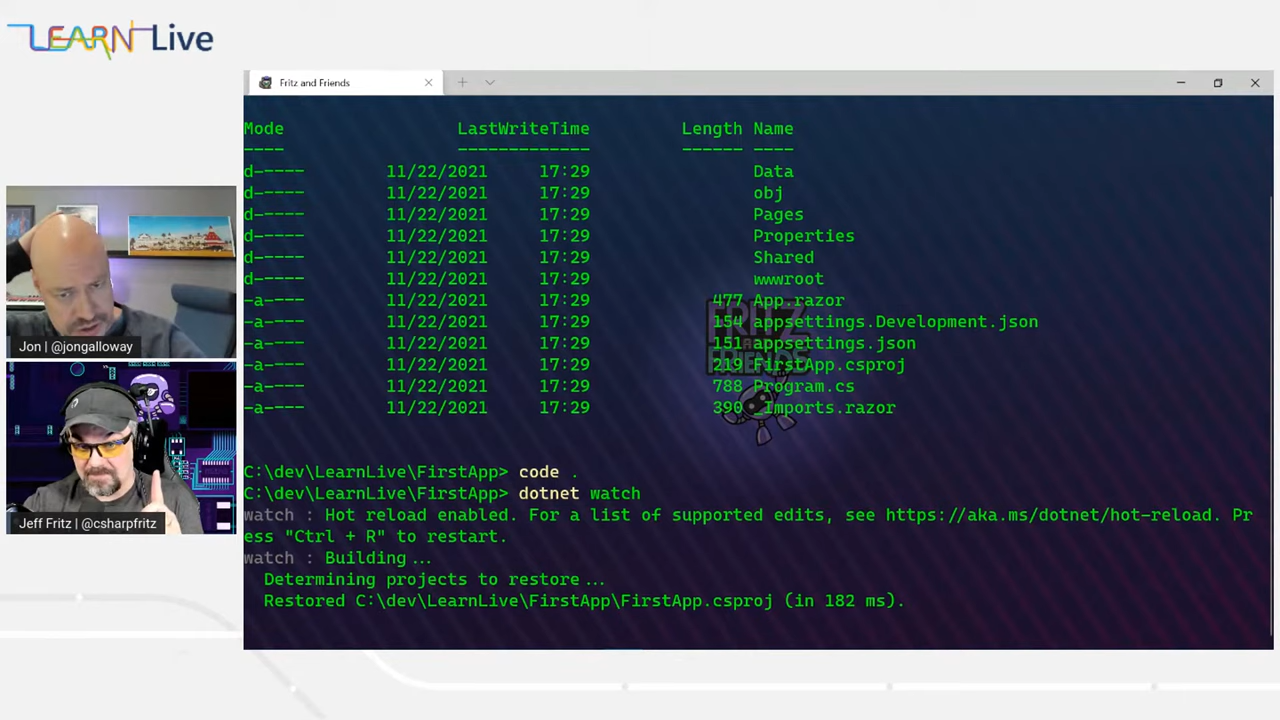 LEARN Live
Fritz and Friends
Mode LastWriteTime Length Name
---- ------------- ------ ----
d----- 11/22/2021 17:29 Data
d----- 11/22/2021 17:29 obj
d----- 11/22/2021 17:29 Pages
d----- 11/22/2021 17:29 Properties
d----- 11/22/2021 17:29 Shared
d----- 11/22/2021 17:29 wwwroot
-a---- 11/22/2021 17:29 477 App.razor
-a---- 11/22/2021 17:29 154 appsettings.Development.json
-a---- 11/22/2021 17:29 151 appsettings.json
-a---- 11/22/2021 17:29 219 FirstApp.csproj
-a---- 11/22/2021 17:29 788 Program.cs
-a---- 11/22/2021 17:29 390 _Imports.razor
FRITZ
FRIENDS
C:\dev\LearnLive\FirstApp> code .
C:\dev\LearnLive\FirstApp> dotnet watch
watch : Hot reload enabled. For a list of supported edits, see https://aka.ms/dotnet/hot-reload. Pr
ess "Ctrl + R" to restart.
watch : Building...
Determining projects to restore...
Restored C:\dev\LearnLive\FirstApp\FirstApp.csproj (in 182 ms).
Jon | @jongalloway
Jeff Fritz | @csharpfritz